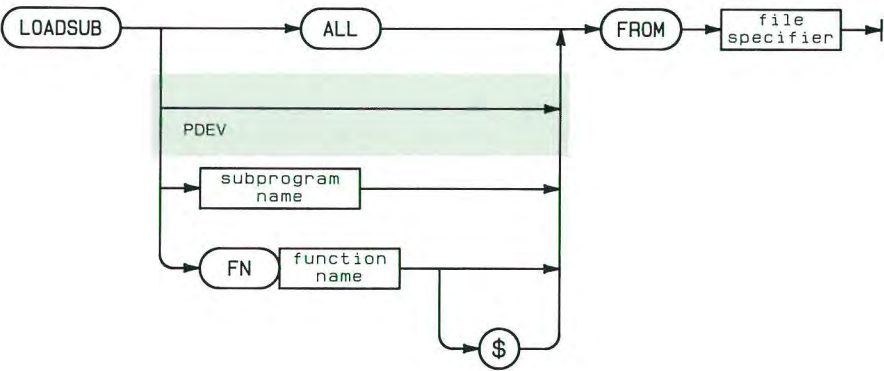 LOADSUB
ALL
FROM
file
specifier
PDEV
subprogram
name
FN
function
name
$